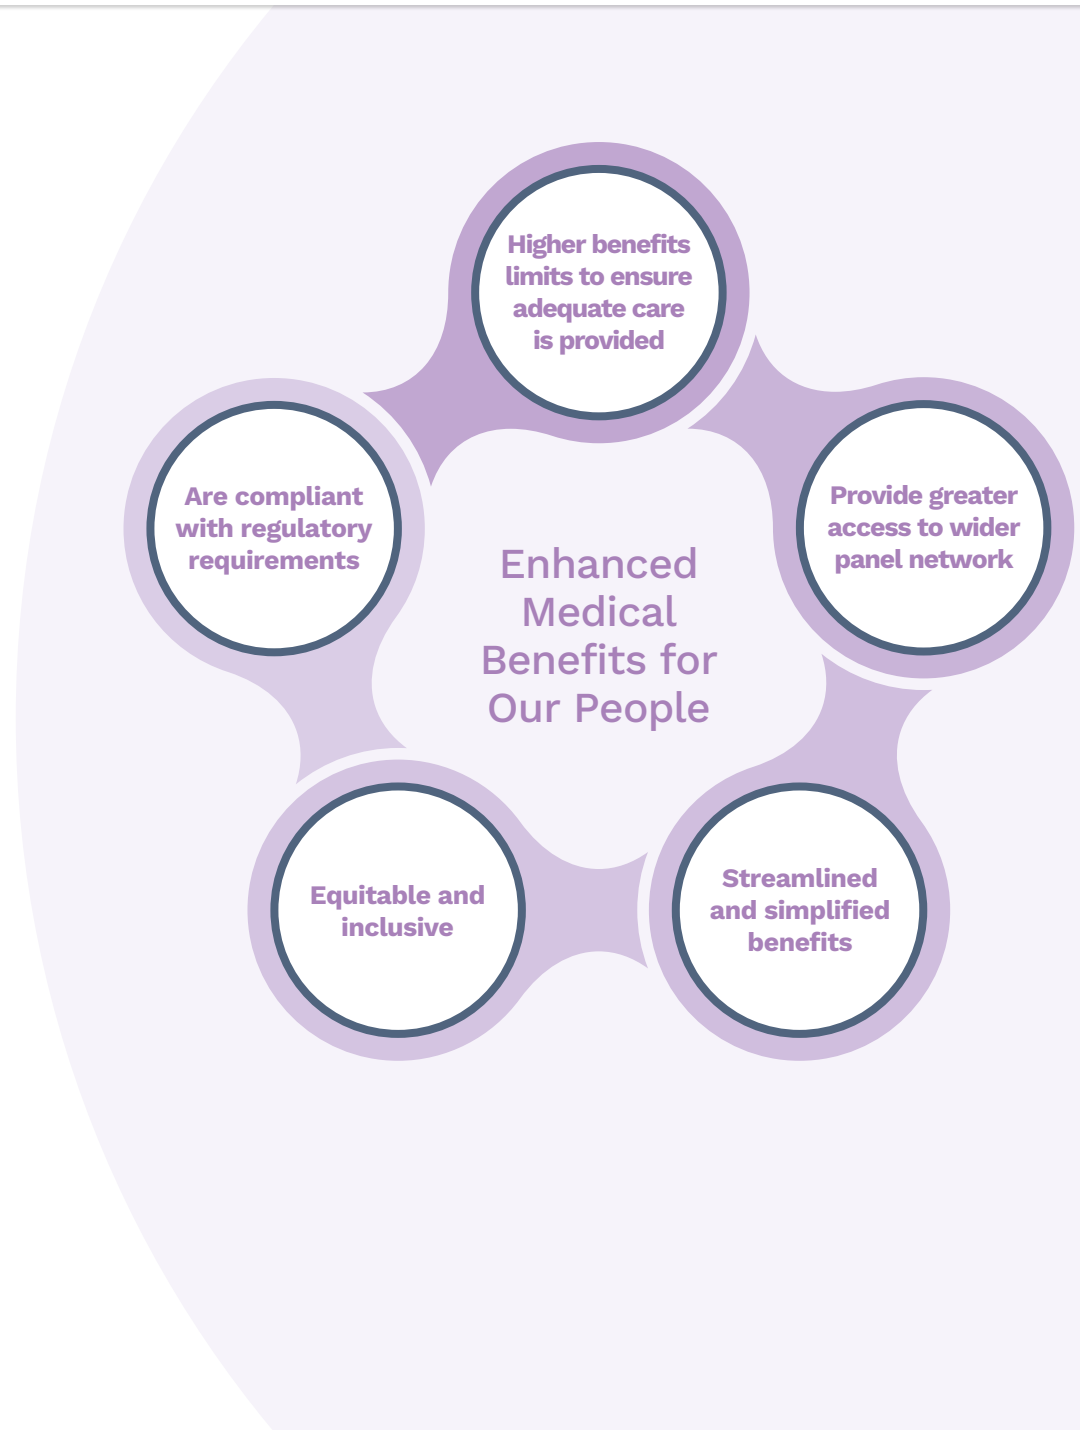 Higher benefits
limits to ensure
adequate care
is provided
Are compliant
with regulatory
requirements
Provide greater
access to wider
panel network
Enhanced
Medical
Benefits for
Our People
Equitable and
inclusive
Streamlined
and simplified
benefits